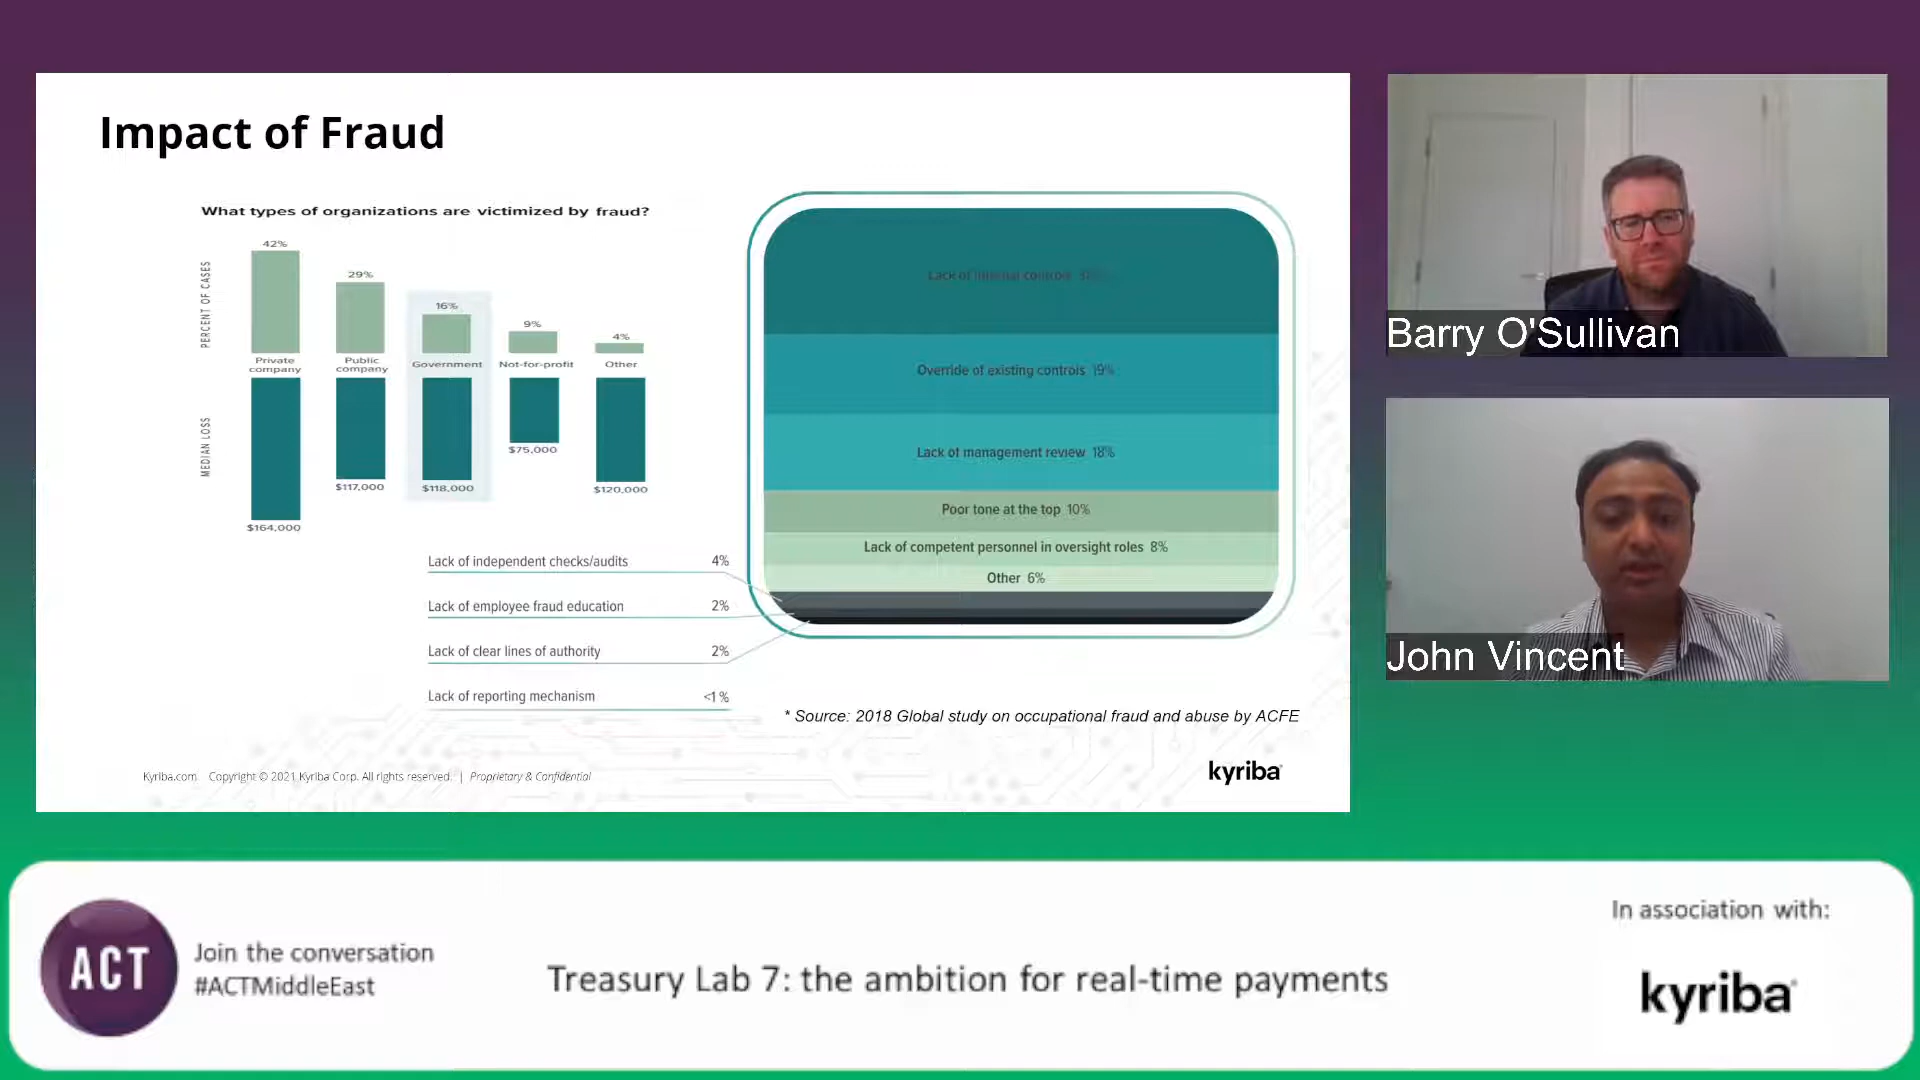 Impact of Fraud
What types of organizations are victimized by fraud?
PERCENT OF CASES
42%
29%
16%
9%
4%
Private company
Public company
Government
Not-for-profit
Other
MEDIAN LOSS
$164,000
$117,000
$118,000
$75,000
$120,000
Lack of internal controls
Override of existing controls 19%
Lack of management review 18%
Poor tone at the top 10%
Lack of competent personnel in oversight roles 8%
Other 6%
Lack of independent checks/audits 4%
Lack of employee fraud education 2%
Lack of clear lines of authority 2%
Lack of reporting mechanism <1%
* Source: 2018 Global study on occupational fraud and abuse by ACFE
Kyriba.com Copyright © 2021 Kyriba Corp. All rights reserved. | Proprietary & Confidential
kyriba
Barry O'Sullivan
John Vincent
ACT
Join the conversation
#ACTMiddleEast
Treasury Lab 7: the ambition for real-time payments
In association with:
kyriba